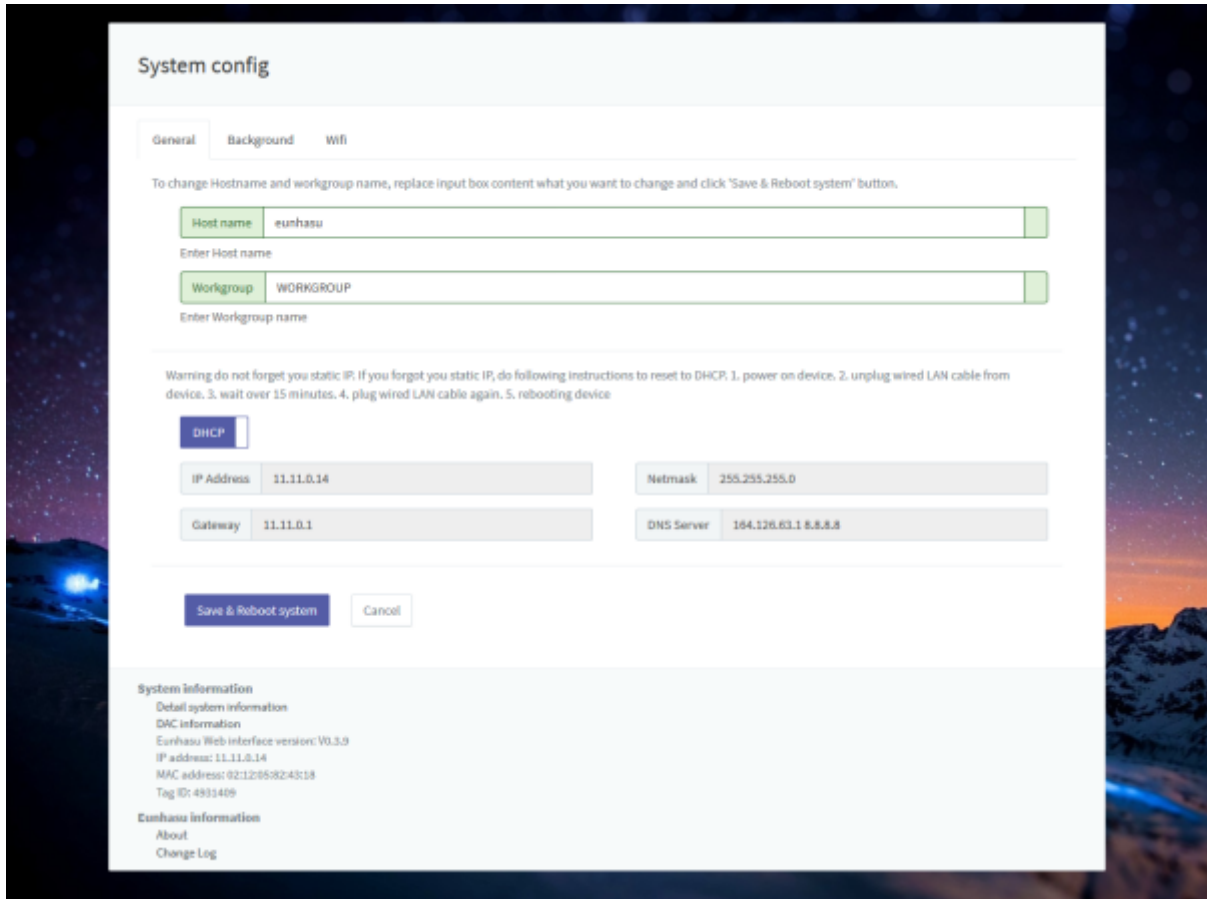 System config
General Background Wifi
To change Hostname and workgroup name, replace input box content what you want to change and click 'Save & Reboot system' button.
Host name eunhasu
Enter Host name
Workgroup WORKGROUP
Enter Workgroup name
Warning do not forget you static IP. If you forgot you static IP, do following instructions to reset to DHCP. 1. power on device. 2. unplug wired LAN cable from
device. 3. wait over 15 minutes. 4. plug wired LAN cable again. 5. rebooting device
DHCP
IP Address 11.11.0.14 Netmask 255.255.255.0
Gateway 11.11.0.1 DNS Server 164.126.63.1 8.8.8.8
Save & Reboot system Cancel
System information
Detail system information
DAC information
Eunhasu Web interface version: V0.3.9
IP address: 11.11.0.14
MAC address: 02:12:05:82:43:18
Tag ID: 4931409
Eunhasu information
About
Change Log